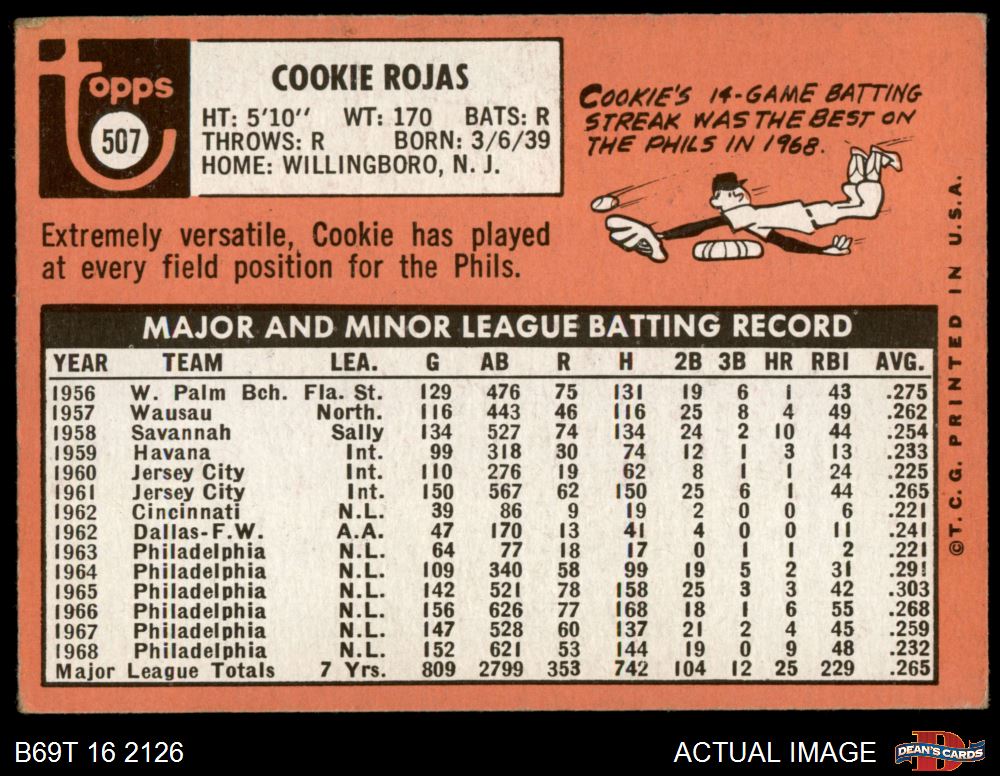 Topps
507
COOKIE ROJAS
HT: 5'10" WT: 170 BATS: R
THROWS: R BORN: 3/6/39
HOME: WILLINGBORO, N. J.
COOKIE'S 14-GAME BATTING
STREAK WAS THE BEST ON
THE PHILS IN 1968.
Extremely versatile, Cookie has played
at every field position for the Phils.
MAJOR AND MINOR LEAGUE BATTING RECORD
YEAR TEAM LEA. G AB R H 2B 3B HR RBI AVG.
1956 W. Palm Bch. Fla. St. 129 476 75 131 19 6 1 43 .275
1957 Wausau North. 116 443 46 116 25 8 4 49 .262
1958 Savannah Sally 134 527 74 134 24 2 10 44 .254
1959 Havana Int. 99 318 30 74 12 1 3 13 .233
1960 Jersey City Int. 110 276 19 62 8 1 1 24 .225
1961 Jersey City Int. 150 567 62 150 25 6 1 44 .265
1962 Cincinnati N.L. 39 86 9 19 2 0 0 6 .221
1962 Dallas-F.W. A.A. 47 170 13 41 4 0 0 11 .241
1963 Philadelphia N.L. 64 77 18 17 0 1 1 2 .221
1964 Philadelphia N.L. 109 340 58 99 19 5 2 31 .291
1965 Philadelphia N.L. 142 521 78 158 25 3 3 42 .303
1966 Philadelphia N.L. 156 626 77 168 18 1 6 55 .268
1967 Philadelphia N.L. 147 528 60 137 21 2 4 45 .259
1968 Philadelphia N.L. 152 621 53 144 19 0 9 48 .232
Major League Totals 7 Yrs. 809 2799 353 742 104 12 25 229 .265
©T.C.G. PRINTED IN U.S.A.
B69T 16 2126
ACTUAL IMAGE
DEAN'S CARDS